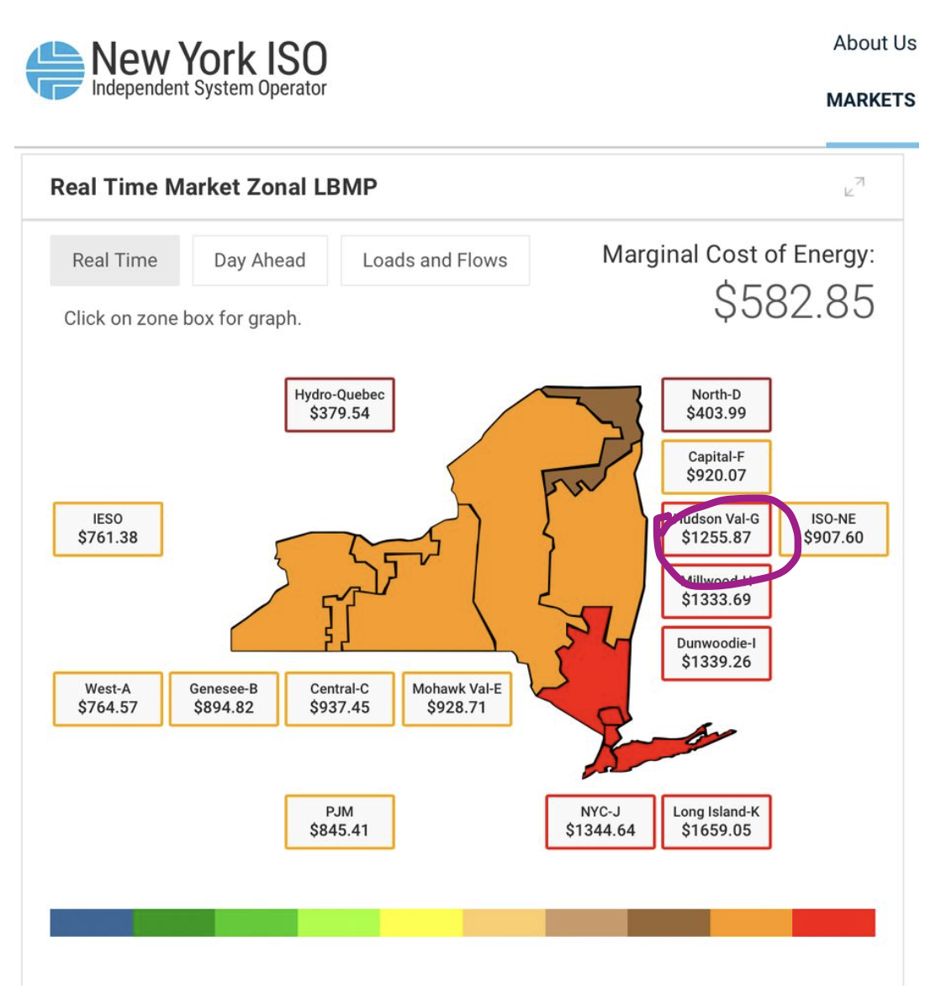 New York ISO
Independent System Operator
About Us
MARKETS
Real Time Market Zonal LBMP
Real Time
Day Ahead
Loads and Flows
Marginal Cost of Energy:
$582.85
Click on zone box for graph.
Hydro-Quebec
$379.54
North-D
$403.99
Capital-F
$920.07
IESO
$761.38
Hudson Val-G
$1255.87
ISO-NE
$907.60
Millwood-H
$1333.69
Dunwoodie-I
$1339.26
West-A
$764.57
Genesee-B
$894.82
Central-C
$937.45
Mohawk Val-E
$928.71
PJM
$845.41
NYC-J
$1344.64
Long Island-K
$1659.05